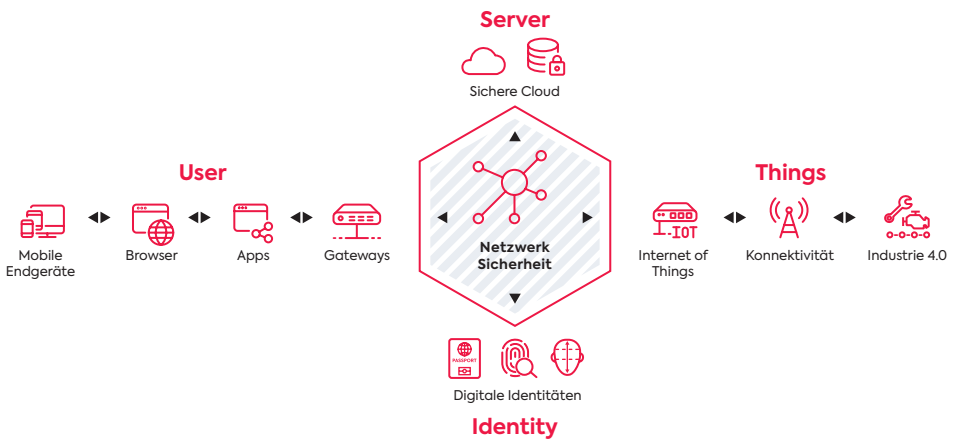 Server
Sichere Cloud
User
Mobile
Endgeräte
Browser
Apps
Gateways
Netzwerk
Sicherheit
Things
IOT
Internet of
Things
Konnektivität
Industrie 4.0
PASSPORT
Digitale Identitäten
Identity